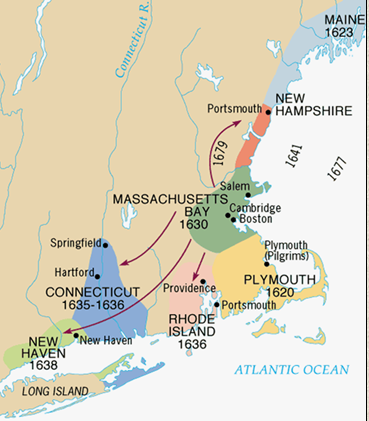 MAINE
1623
Connecticut R.
Portsmouth
NEW
HAMPSHIRE
1679
1641
1677
Salem
MASSACHUSETTS
BAY
1630
Cambridge
Boston
Springfield
Hartford
CONNECTICUT
1635-1636
Plymouth
(Pilgrims)
PLYMOUTH
1620
Providence
Portsmouth
RHODE
ISLAND
1636
NEW
HAVEN
1638
New Haven
ATLANTIC OCEAN
LONG ISLAND